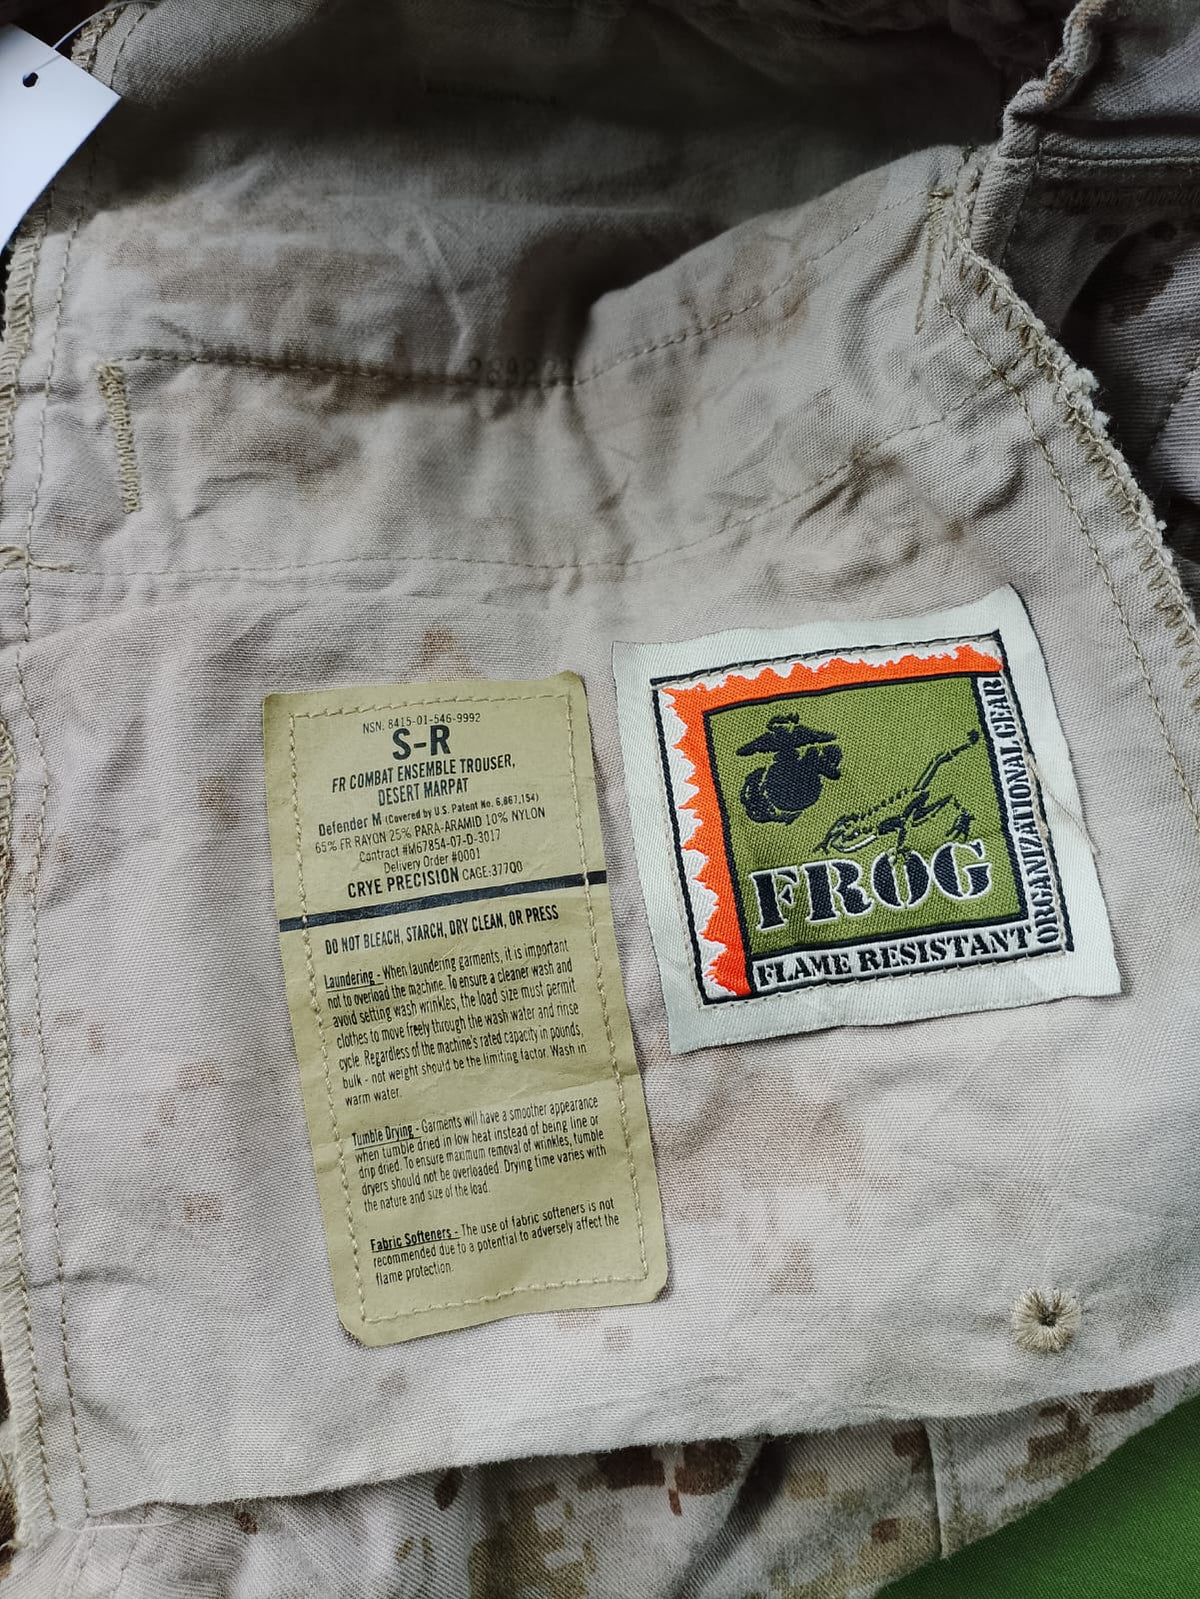 NSN: 8415-01-546-9992
S-R
FR COMBAT ENSEMBLE TROUSER,
DESERT MARPAT
Defender M (Covered by U.S. Patent No. 6,867,154)
65% FR RAYON 25% PARA-ARAMID 10% NYLON
Contract #M67854-07-D-3017
Delivery Order #0001
CRYE PRECISION CAGE:377Q0
DO NOT BLEACH, STARCH, DRY CLEAN, OR PRESS
Laundering - When laundering garments, it is important
not to overload the machine. To ensure a cleaner wash and
avoid setting wash wrinkles, the load size must permit
clothes to move freely through the wash water and rinse
cycle. Regardless of the machine's rated capacity in pounds,
bulk - not weight should be the limiting factor. Wash in
warm water.
Tumble Drying - Garments will have a smoother appearance
when tumble dried in low heat instead of being line or
drip dried. To ensure maximum removal of wrinkles, tumble
dryers should not be overloaded. Drying time varies with
the nature and size of the load.
Fabric Softeners - The use of fabric softeners is not
recommended due to a potential to adversely affect the
flame protection.
FROG
FLAME RESISTANT
ORGANIZATIONAL GEAR